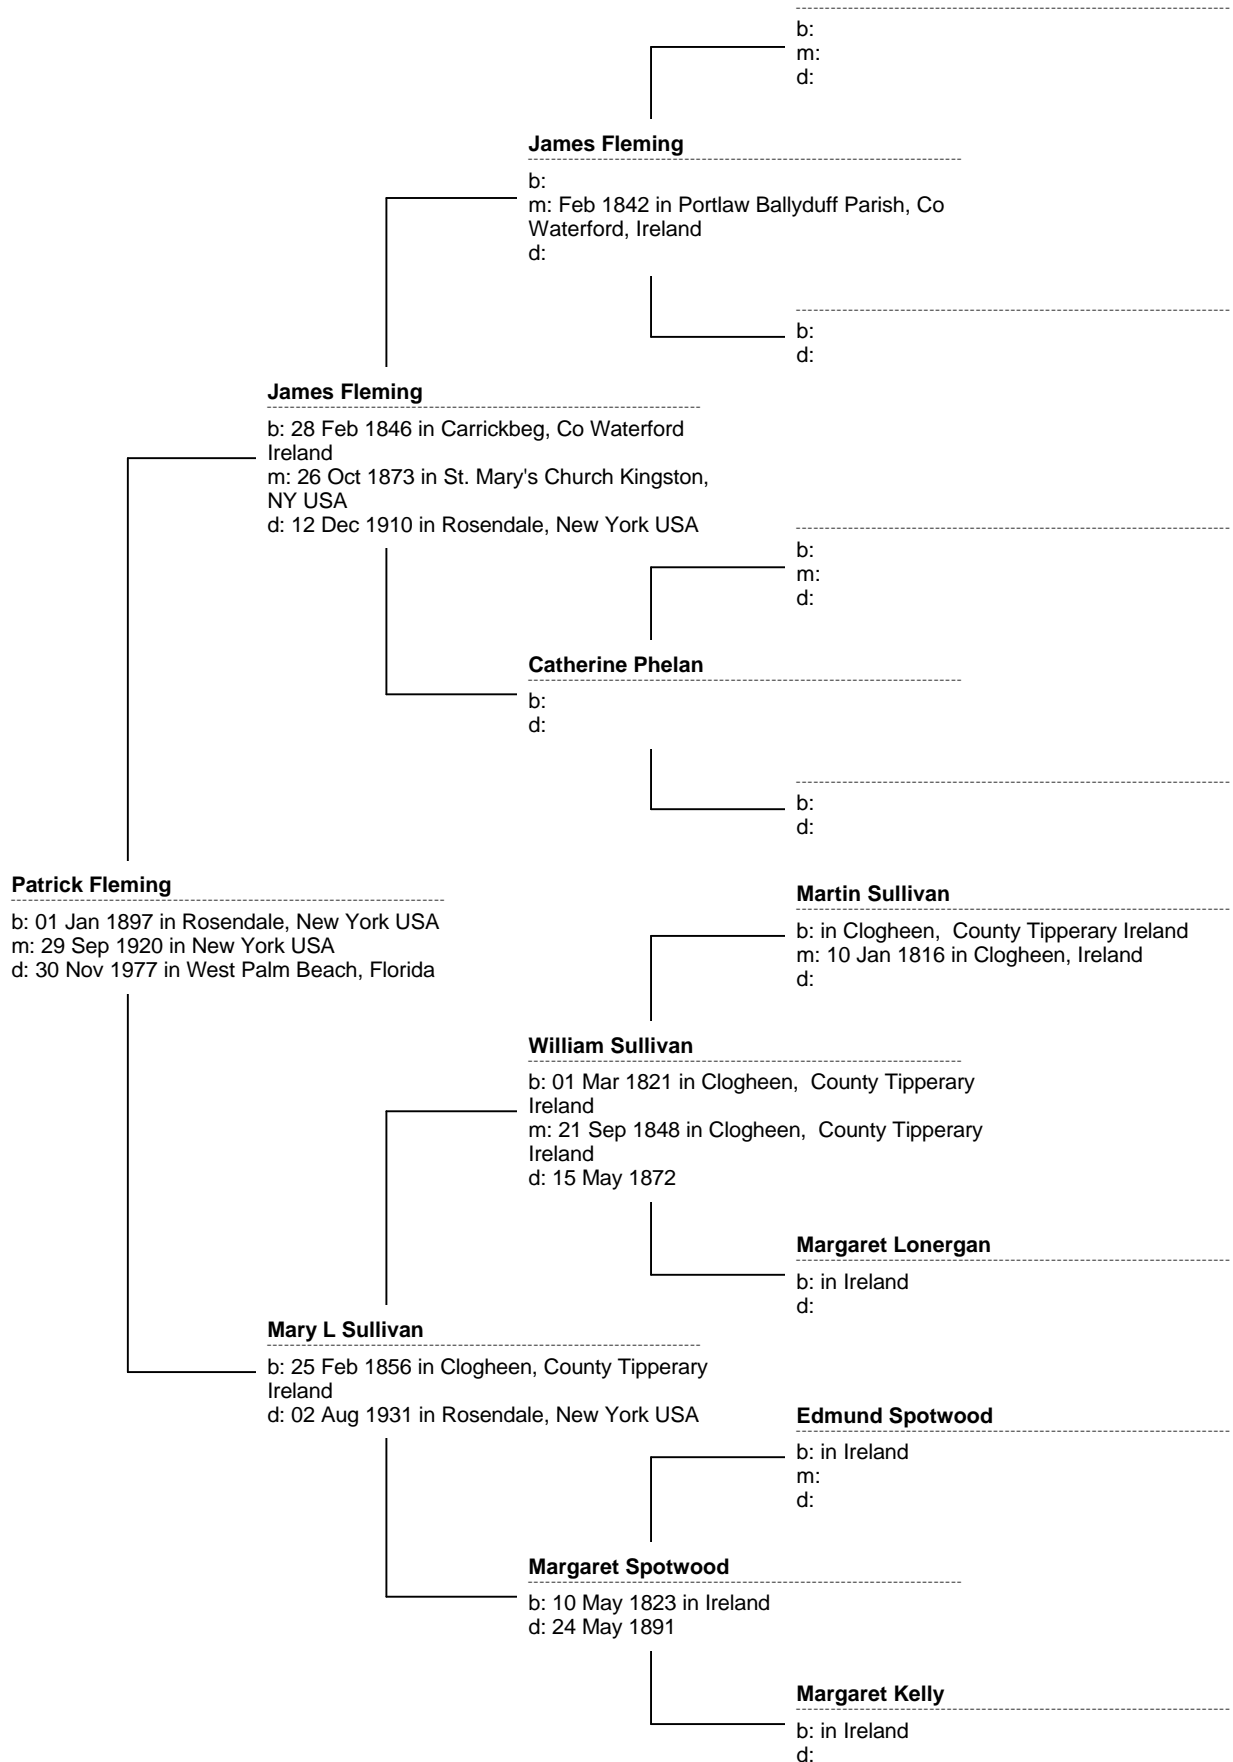 b:
m:
d:
James Fleming
b:
m: Feb 1842 in Portlaw Ballyduff Parish, Co
Waterford, Ireland
d:
b:
d:
James Fleming
b: 28 Feb 1846 in Carrickbeg, Co Waterford
Ireland
m: 26 Oct 1873 in St. Mary's Church Kingston,
NY USA
d: 12 Dec 1910 in Rosendale, New York USA
b:
m:
d:
Catherine Phelan
b:
d:
b:
d:
Patrick Fleming
b: 01 Jan 1897 in Rosendale, New York USA
m: 29 Sep 1920 in New York USA
d: 30 Nov 1977 in West Palm Beach, Florida
Martin Sullivan
b: in Clogheen,  County Tipperary Ireland
m: 10 Jan 1816 in Clogheen, Ireland
d:
William Sullivan
b: 01 Mar 1821 in Clogheen,  County Tipperary
Ireland
m: 21 Sep 1848 in Clogheen,  County Tipperary
Ireland
d: 15 May 1872
Margaret Lonergan
b: in Ireland
d:
Mary L Sullivan
b: 25 Feb 1856 in Clogheen, County Tipperary
Ireland
d: 02 Aug 1931 in Rosendale, New York USA
Edmund Spotwood
b: in Ireland
m:
d:
Margaret Spotwood
b: 10 May 1823 in Ireland
d: 24 May 1891
Margaret Kelly
b: in Ireland
d: